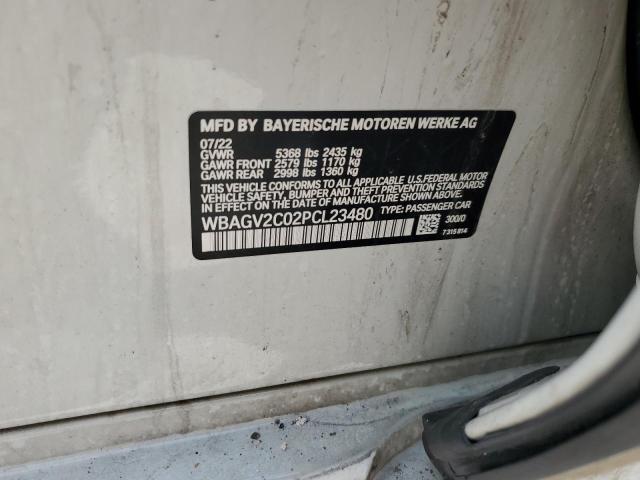 MFD BY BAYERISCHE MOTOREN WERKE AG
07/22
GVWR 5368 lbs 2435 kg
GAWR FRONT 2579 lbs 1170 kg
GAWR REAR 2998 lbs 1360 kg
THIS VEHICLE CONFORMS TO ALL APPLICABLE U.S. FEDERAL MOTOR
VEHICLE SAFETY, BUMPER AND THEFT PREVENTION STANDARDS
IN EFFECT ON THE DATE OF MANUFACTURE SHOWN ABOVE.
WBAGV2C02PCL23480 TYPE: PASSENGER CAR
300/0
7 315 814